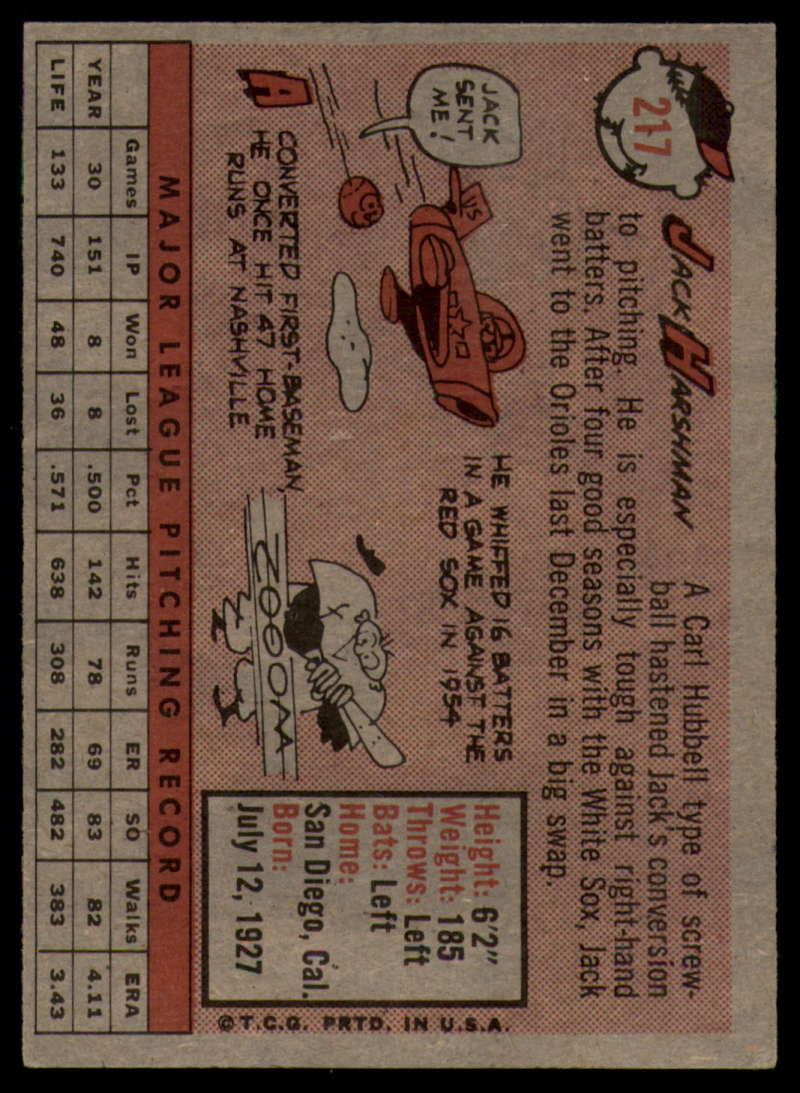 217
JACK HARSHMAN
A Carl Hubbell type of screw-
ball hastened Jack's conversion
to pitching. He is especially tough against right-hand
batters. After four good seasons with the White Sox, Jack
went to the Orioles last December in a big swap.
JACK
SENT
ME!
US
A
CONVERTED FIRST-BASEMAN,
HE ONCE HIT 47 HOME
RUNS AT NASHVILLE
HE WHIFFED 16 BATTERS
IN A GAME AGAINST THE
RED SOX IN 1954
ZOOOM
Height: 6'2"
Weight: 185
Throws: Left
Bats: Left
Home:
San Diego, Cal.
Born:
July 12, 1927
©T.C.G. PRTD. IN U.S.A.
MAJOR LEAGUE PITCHING RECORD
Games IP Won Lost Pct Hits Runs ER SO Walks ERA
YEAR 30 151 8 8 .500 142 78 69 83 82 4.11
LIFE 133 740 48 36 .571 638 308 282 482 383 3.43